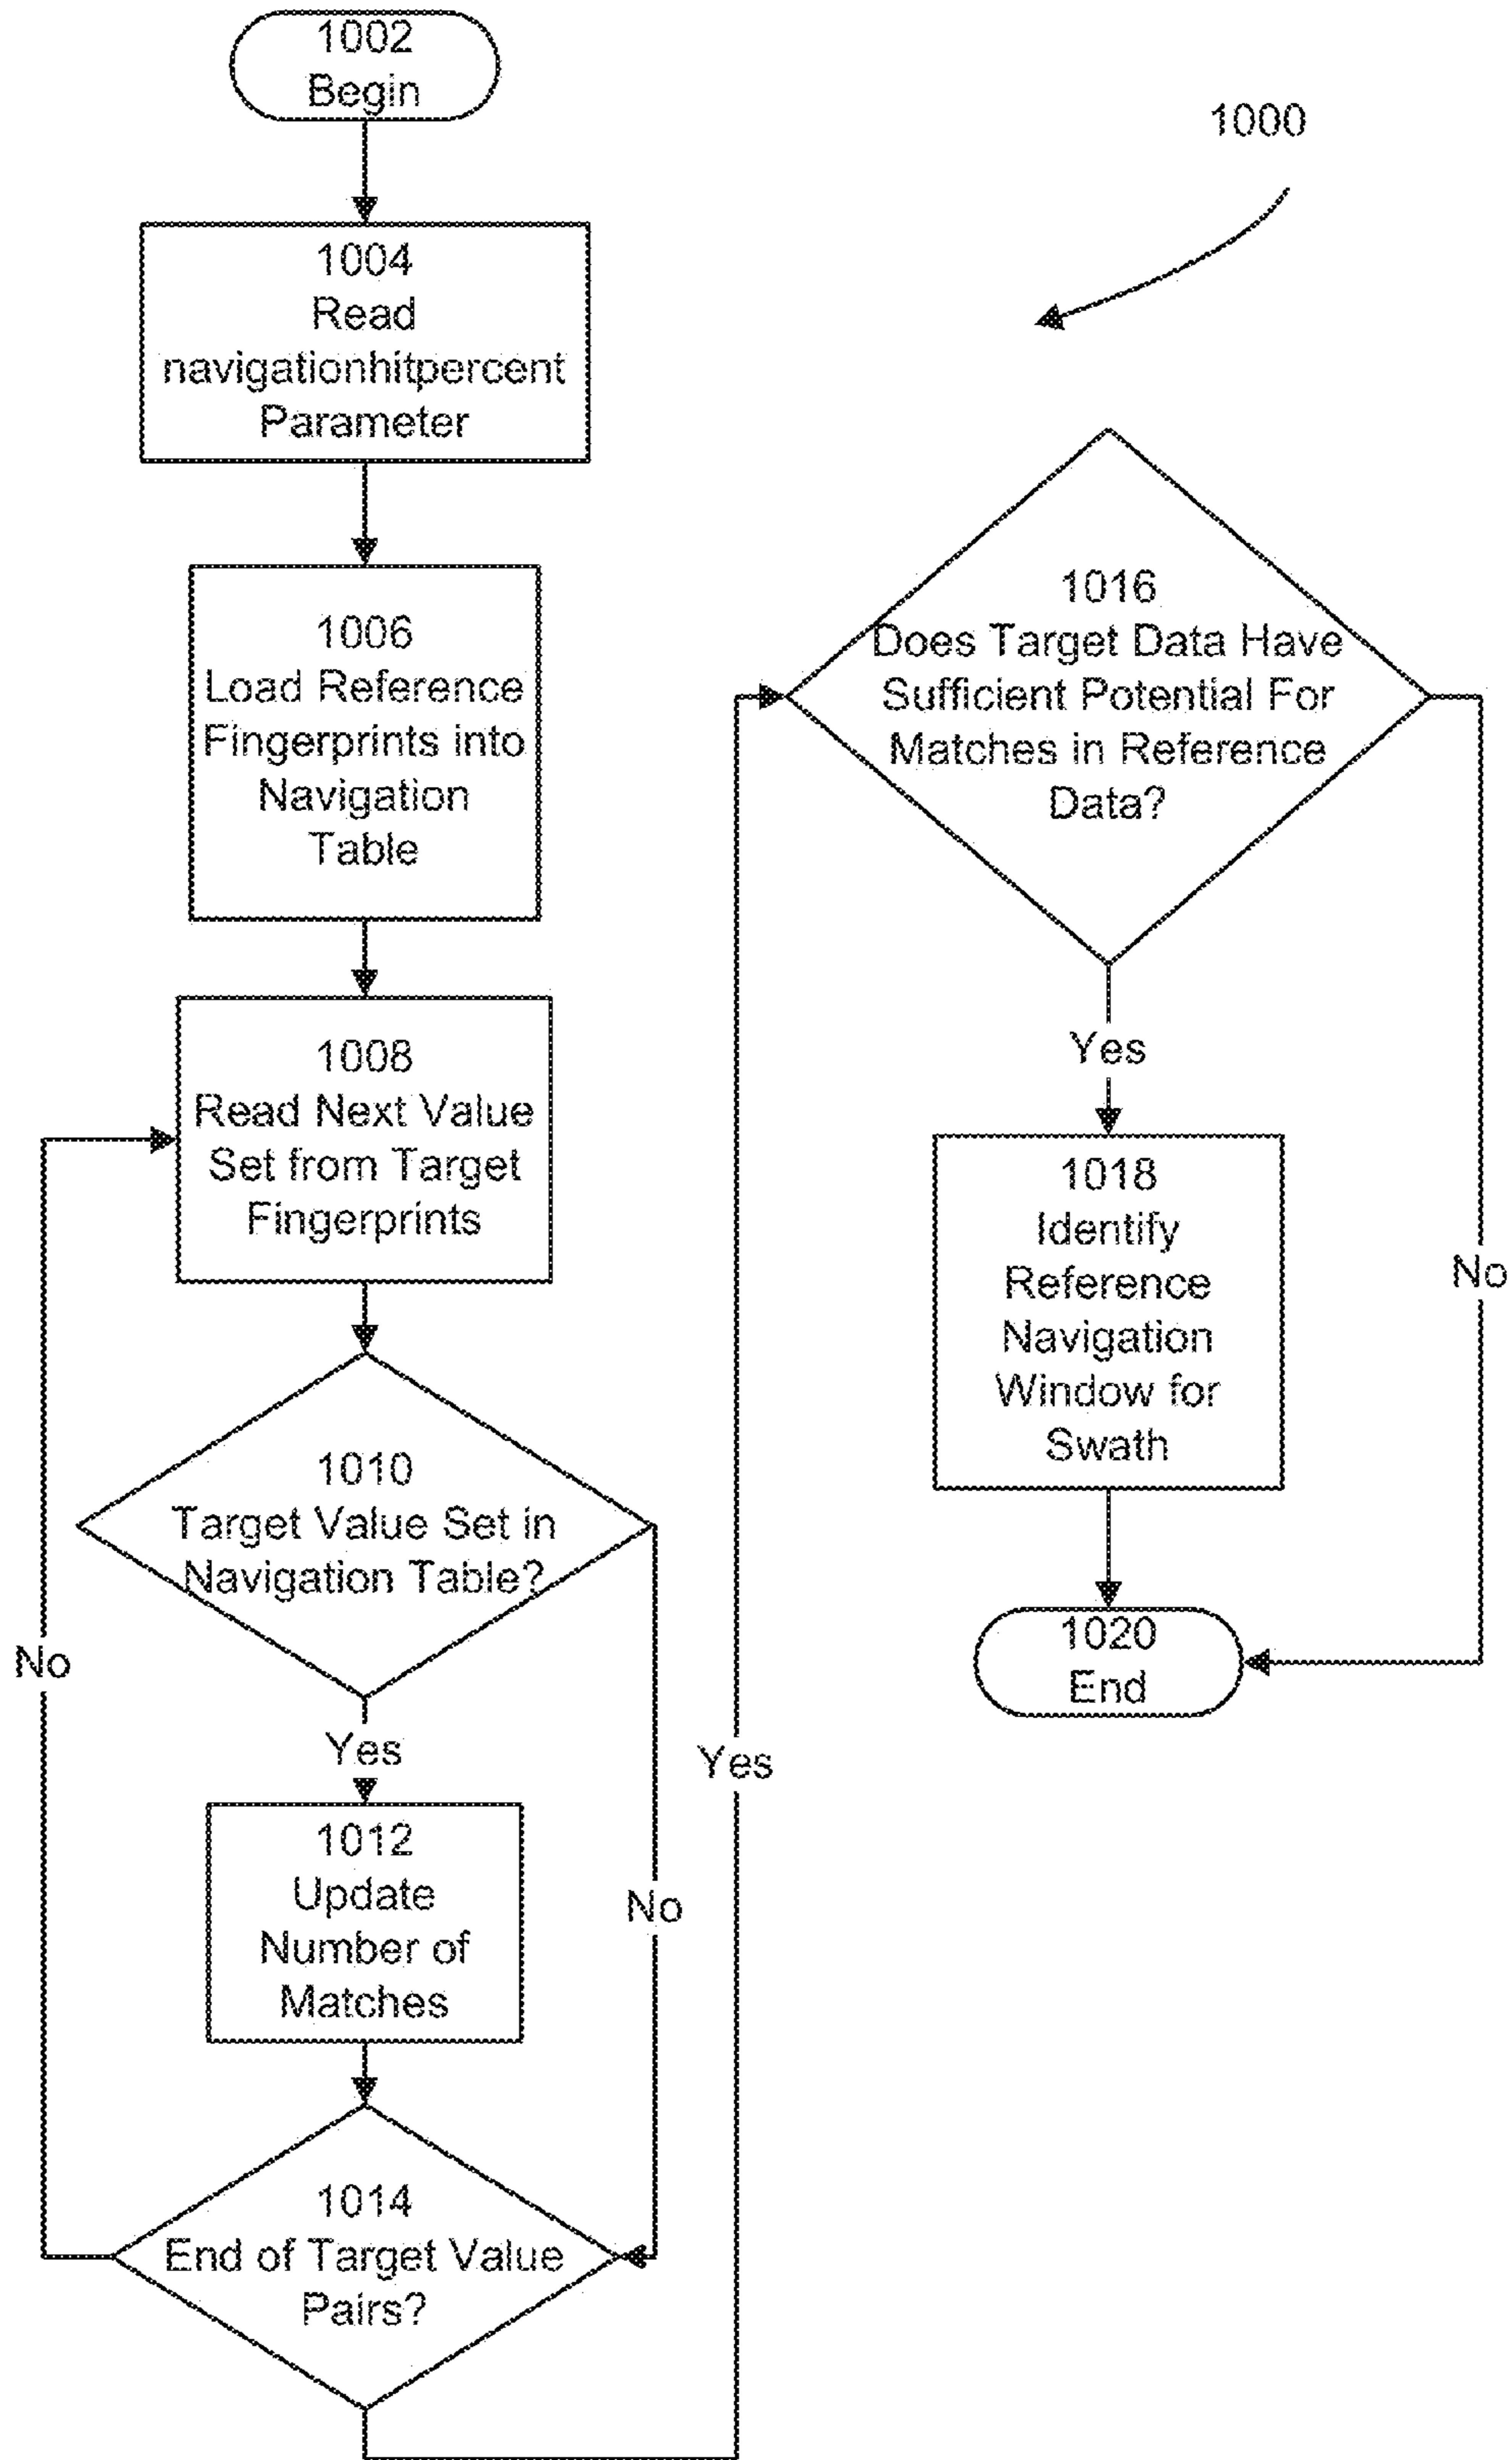 1002
Begin
1004
Read
navigationhitpercent
Parameter
1006
Load Reference
Fingerprints into
Navigation
Table
1008
Read Next Value
Set from Target
Fingerprints
1010
Target Value Set in
Navigation Table?
No
Yes
1012
Update
Number of
Matches
No
1014
End of Target Value
Pairs?
Yes
1000
1016
Does Target Data Have
Sufficient Potential For
Matches in Reference
Data?
Yes
1018
Identify
Reference
Navigation
Window for
Swath
No
1020
End